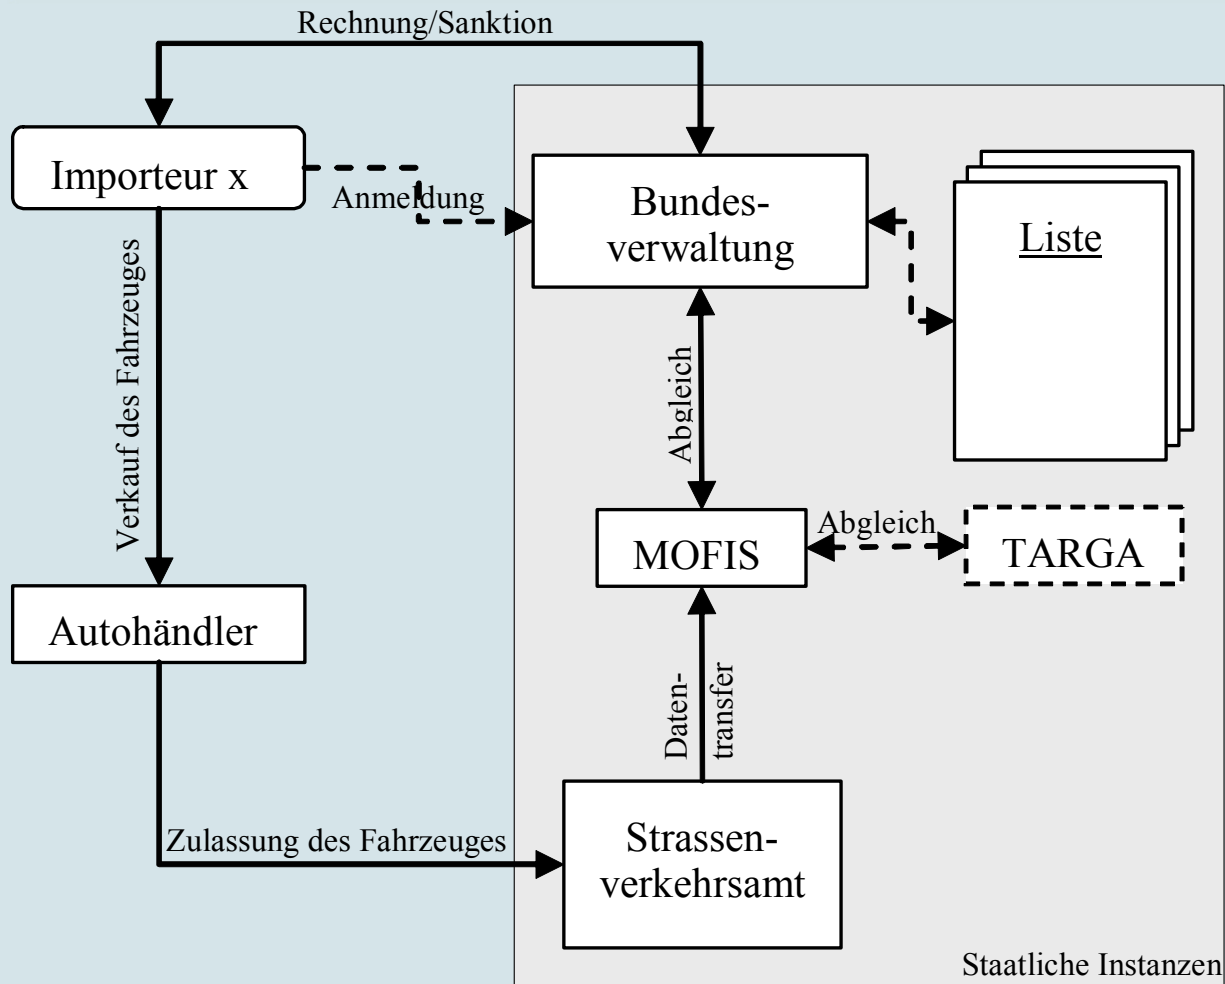 Rechnung/Sanktion
Importeur x
Anmeldung
Bundes-
verwaltung
Liste
Verkauf des Fahrzeuges
Abgleich
MOFIS
Abgleich
TARGA
Autohändler
Daten-
transfer
Zulassung des Fahrzeuges
Strassen-
verkehrsamt
Staatliche Instanzen